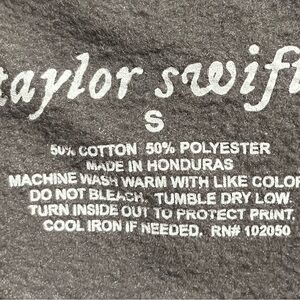 taylor swift
S
50% COTTON 50% POLYESTER
MADE IN HONDURAS
MACHINE WASH WARM WITH LIKE COLOR
DO NOT BLEACH. TUMBLE DRY LOW.
TURN INSIDE OUT TO PROTECT PRINT.
COOL IRON IF NEEDED. RN# 102050